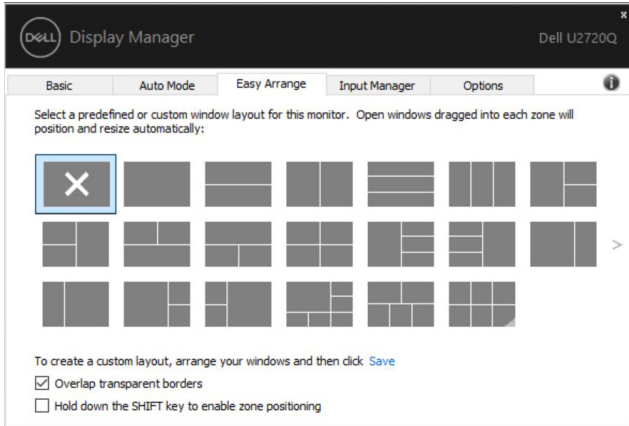 x
DELL Display Manager Dell U2720Q
Basic Auto Mode Easy Arrange Input Manager Options i
Select a predefined or custom window layout for this monitor. Open windows dragged into each zone will
position and resize automatically:
>
To create a custom layout, arrange your windows and then click Save
Overlap transparent borders
Hold down the SHIFT key to enable zone positioning